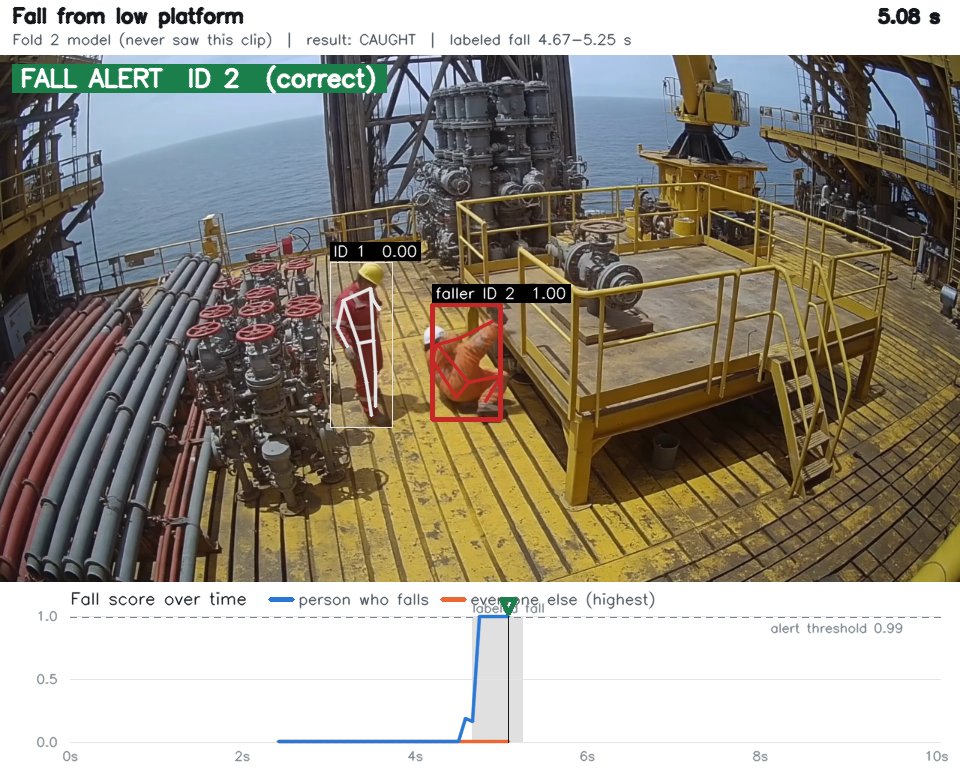 Fall from low platform
5.08 s
Fold 2 model (never saw this clip) | result: CAUGHT | labeled fall 4.67–5.25 s
FALL ALERT ID 2 (correct)
ID 1 0.00
faller ID 2 1.00
Fall score over time
person who falls
everyone else (highest)
labeled fall
1.0
alert threshold 0.99
0.5
0.0
0s
2s
4s
6s
8s
10s